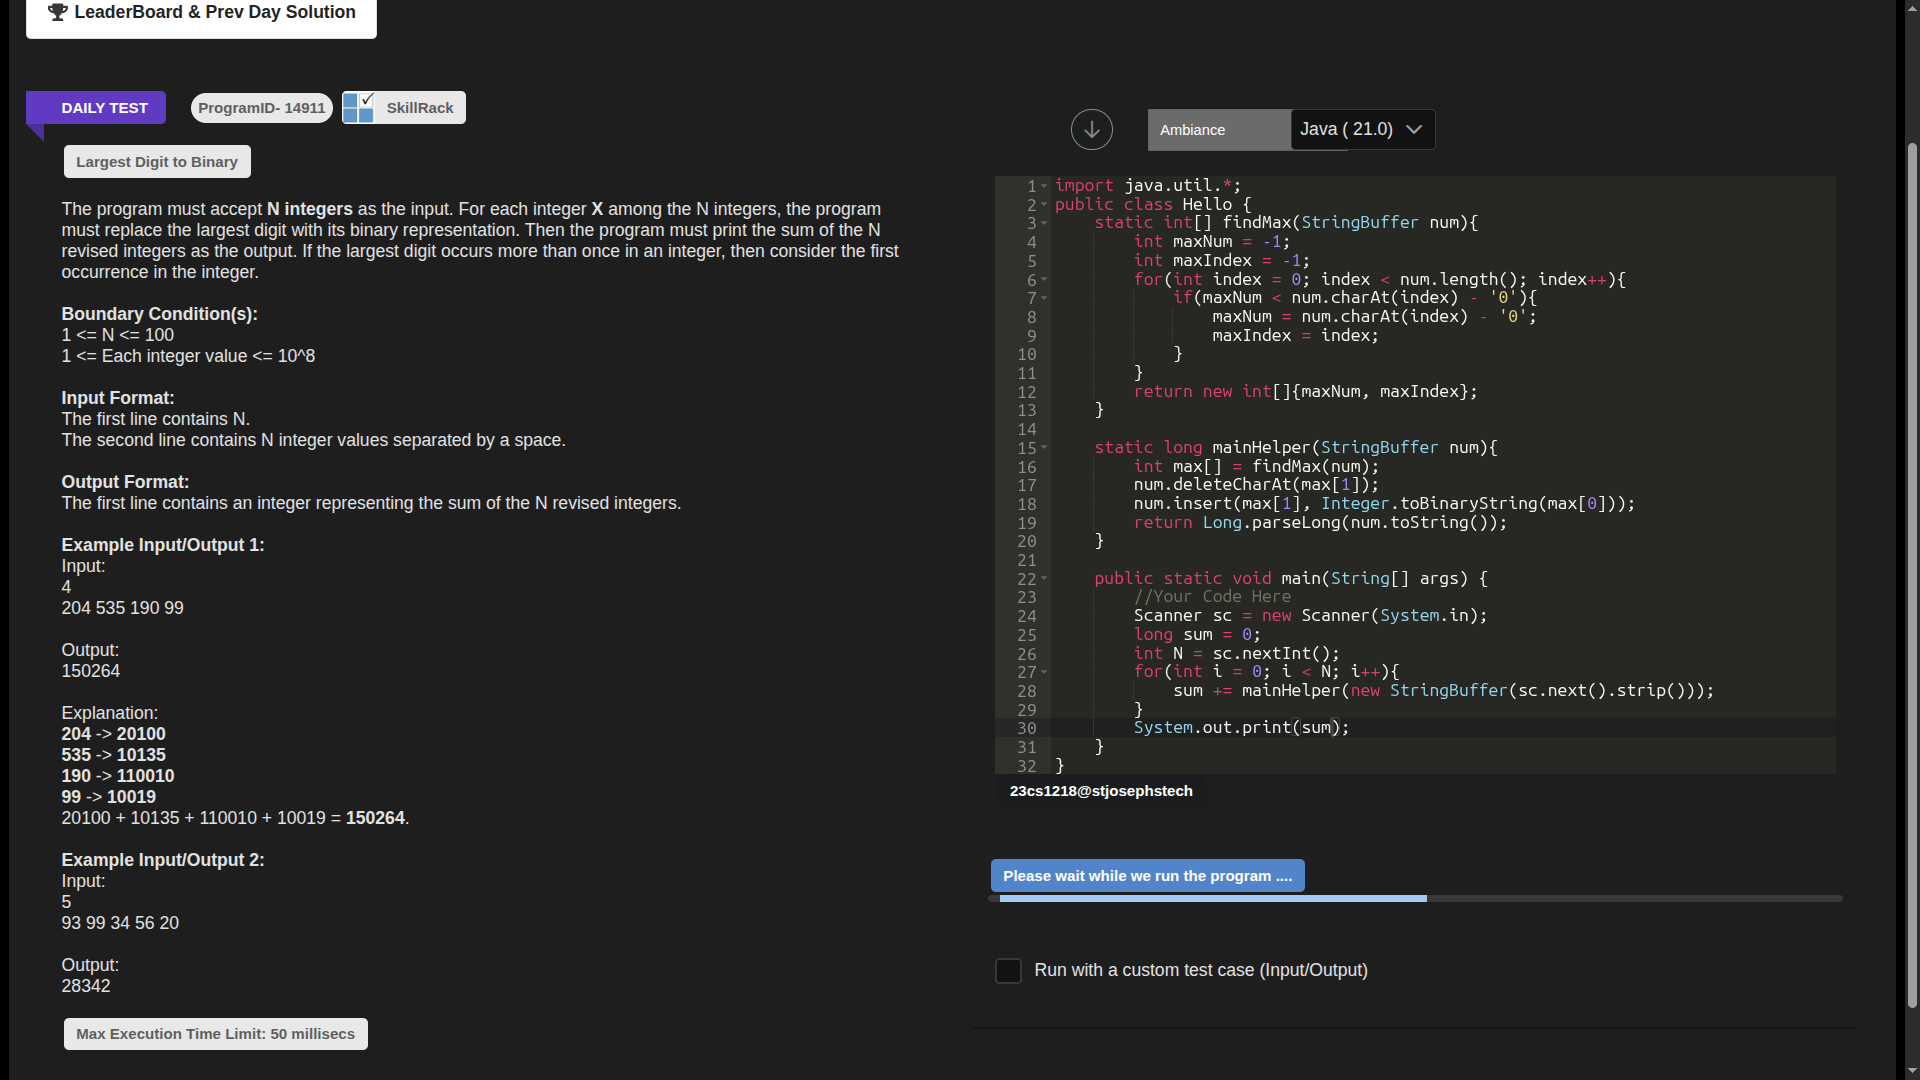 LeaderBoard & Prev Day Solution
DAILY TEST
ProgramID- 14911
SkillRack
Largest Digit to Binary
The program must accept N integers as the input. For each integer X among the N integers, the program
must replace the largest digit with its binary representation. Then the program must print the sum of the N
revised integers as the output. If the largest digit occurs more than once in an integer, then consider the first
occurrence in the integer.
Boundary Condition(s):
1 <= N <= 100
1 <= Each integer value <= 10^8
Input Format:
The first line contains N.
The second line contains N integer values separated by a space.
Output Format:
The first line contains an integer representing the sum of the N revised integers.
Example Input/Output 1:
Input:
4
204 535 190 99
Output:
150264
Explanation:
204 -> 20100
535 -> 10135
190 -> 110010
99 -> 10019
20100 + 10135 + 110010 + 10019 = 150264.
Example Input/Output 2:
Input:
5
93 99 34 56 20
Output:
28342
Max Execution Time Limit: 50 millisecs
Ambiance
Java ( 21.0)
1 import java.util.*;
2 public class Hello {
3     static int[] findMax(StringBuffer num){
4         int maxNum = -1;
5         int maxIndex = -1;
6         for(int index = 0; index < num.length(); index++){
7             if(maxNum < num.charAt(index) - '0'){
8                 maxNum = num.charAt(index) - '0';
9                 maxIndex = index;
10             }
11         }
12         return new int[]{maxNum, maxIndex};
13     }
14
15     static long mainHelper(StringBuffer num){
16         int max[] = findMax(num);
17         num.deleteCharAt(max[1]);
18         num.insert(max[1], Integer.toBinaryString(max[0]));
19         return Long.parseLong(num.toString());
20     }
21
22     public static void main(String[] args) {
23         //Your Code Here
24         Scanner sc = new Scanner(System.in);
25         long sum = 0;
26         int N = sc.nextInt();
27         for(int i = 0; i < N; i++){
28             sum += mainHelper(new StringBuffer(sc.next().strip()));
29         }
30         System.out.print(sum);
31     }
32 }
23cs1218@stjosephstech
Please wait while we run the program ....
Run with a custom test case (Input/Output)